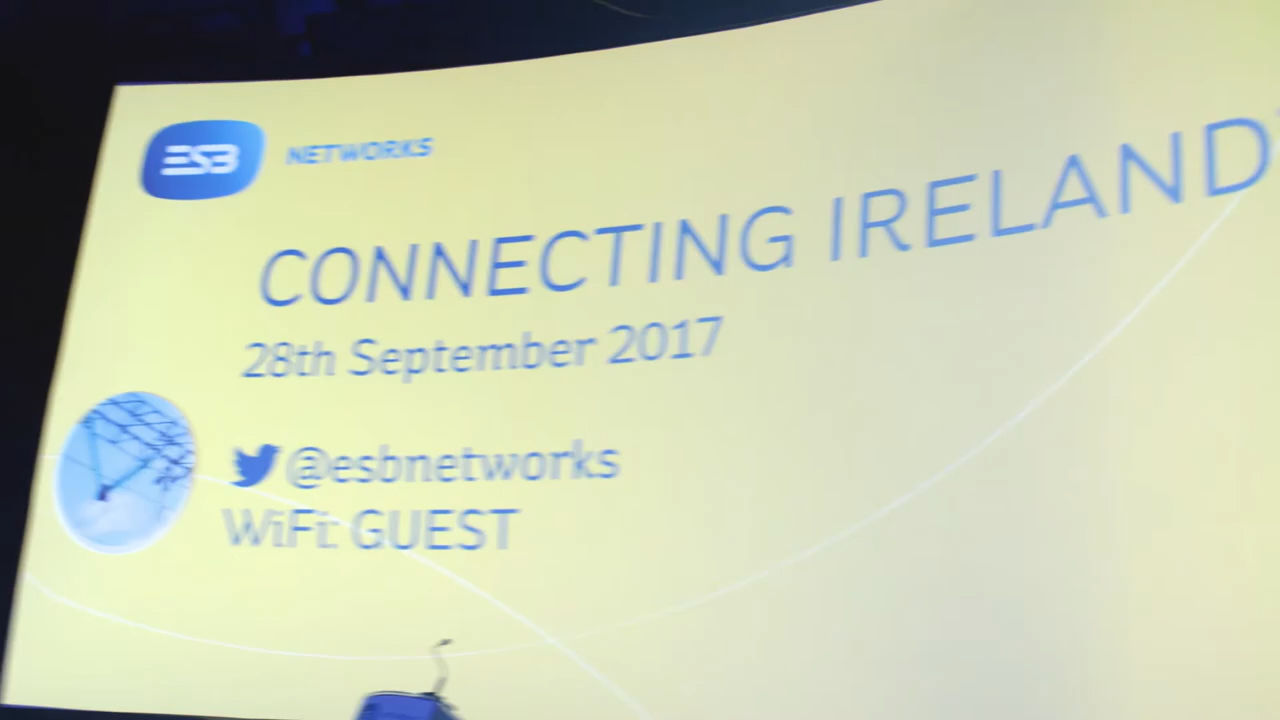 ESB NETWORKS
CONNECTING IRELAND
28th September 2017
@esbnetworks
WiFi: GUEST